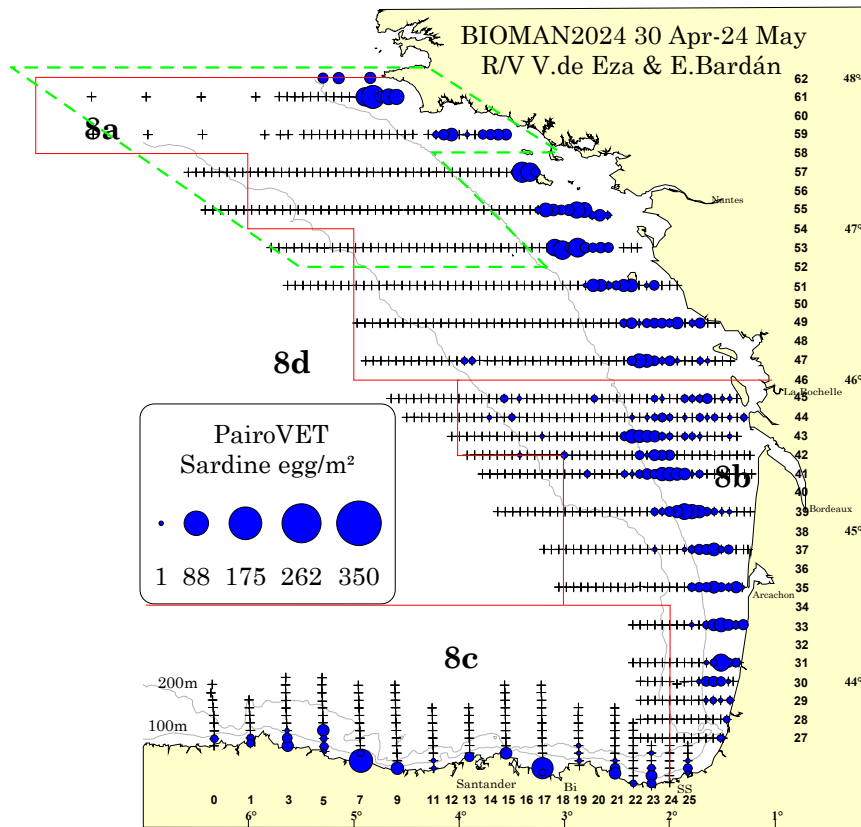 BIOMAN2024 30 Apr-24 May
R/V V.de Eza & E.Bardán
62
48°
61
8a
59
58
57
56
Nantes
55
54
47°
53
52
51
50
49
48
47
8d
46
46°
La Rochelle
45
44
43
42
8b
41
40
39
Bordeaux
38
45°
37
36
35
Arcachon
34
33
32
31
30
44°
29
28
27
PairoVET
Sardine egg/m²
1 88 175 262 350
8c
200m
100m
Santander
Bi
SS
0 1 3 5 7 9 11 12 13 14 15 16 17 18 19 20 21 22 23 24 25
6° 5° 4° 3° 2° 1°